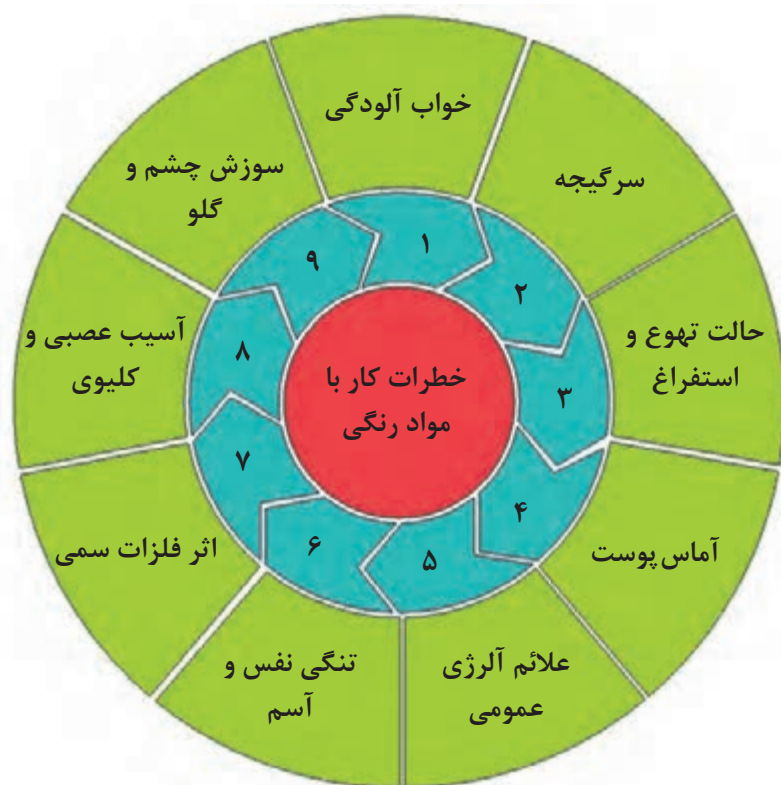 خطرات کار با
مواد رنگی
۱
خواب آلودگی
۲
سرگیجه
۳
حالت تهوع و
استفراغ
۴
آماس پوست
۵
علائم آلرژی
عمومی
۶
تنگی نفس و
آسم
۷
اثر فلزات سمی
۸
آسیب عصبی و
کلیوی
۹
سوزش چشم و
گلو